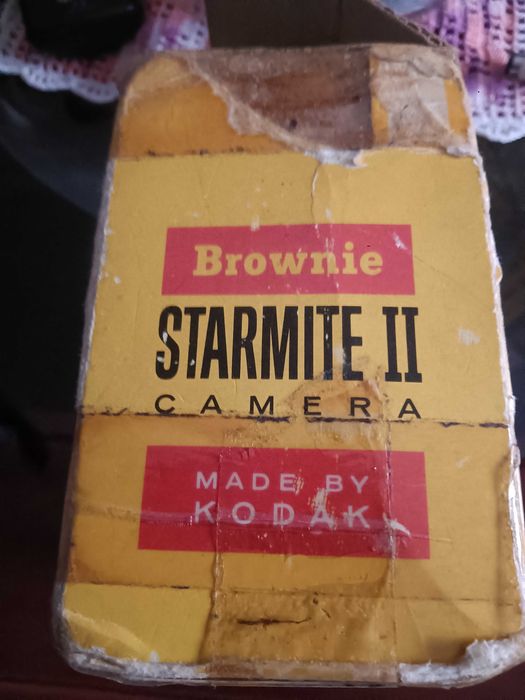 Brownie
STARMITE II
CAMERA
MADE BY
KODAK